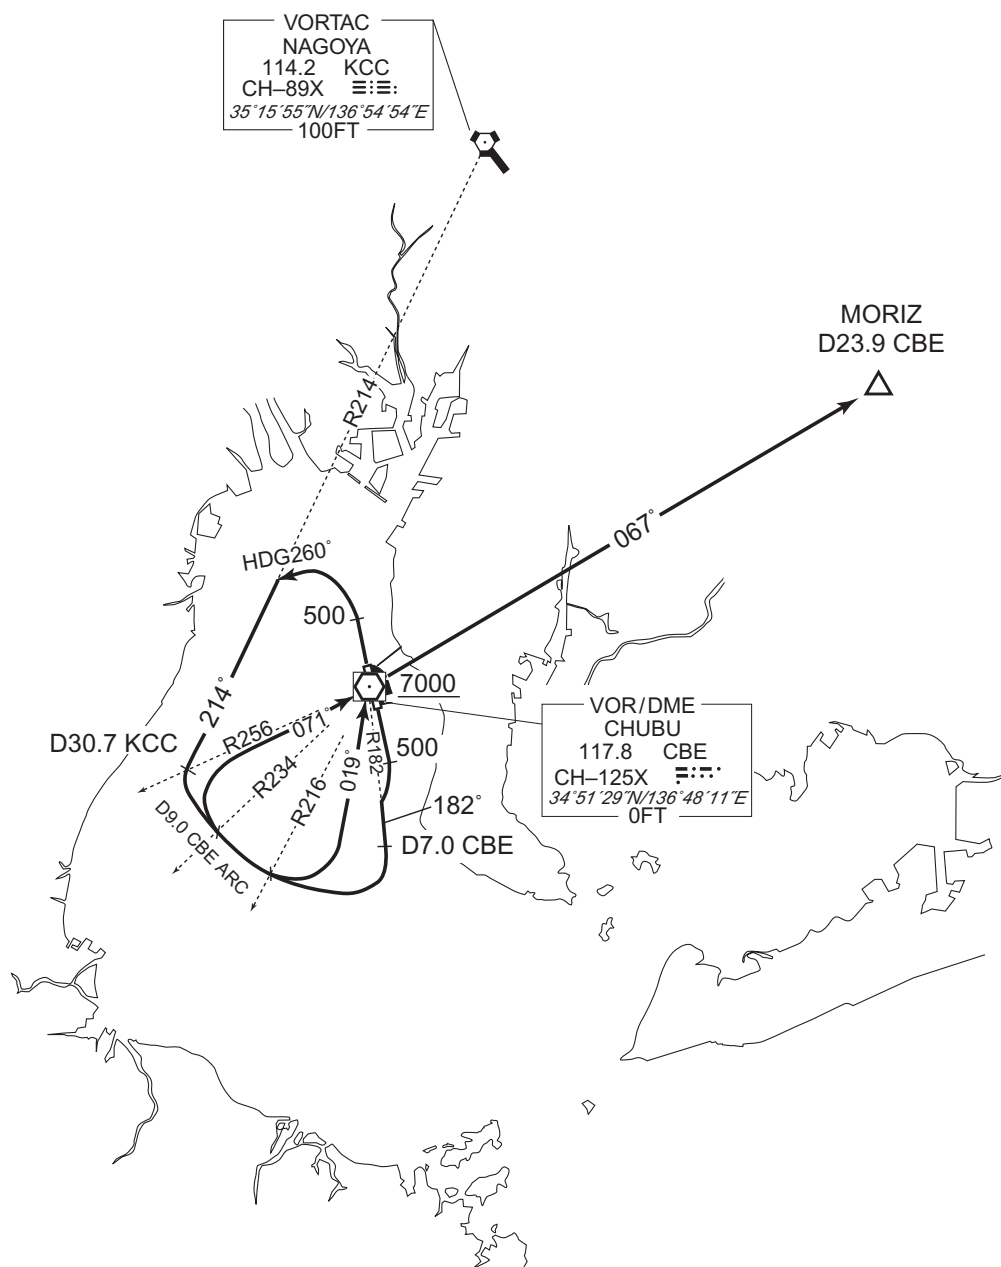 VORTAC
NAGOYA
114.2 KCC
CH–89X
35°15′55″N/136°54′54″E
100FT
MORIZ
D23.9 CBE
R214
067°
HDG260°
500
214°
7000
D30.7 KCC
R256
071°
R234
R216
019°
R182
500
182°
D7.0 CBE
D9.0 CBE ARC
VOR/DME
CHUBU
117.8 CBE
CH–125X
34°51′29″N/136°48′11″E
0FT